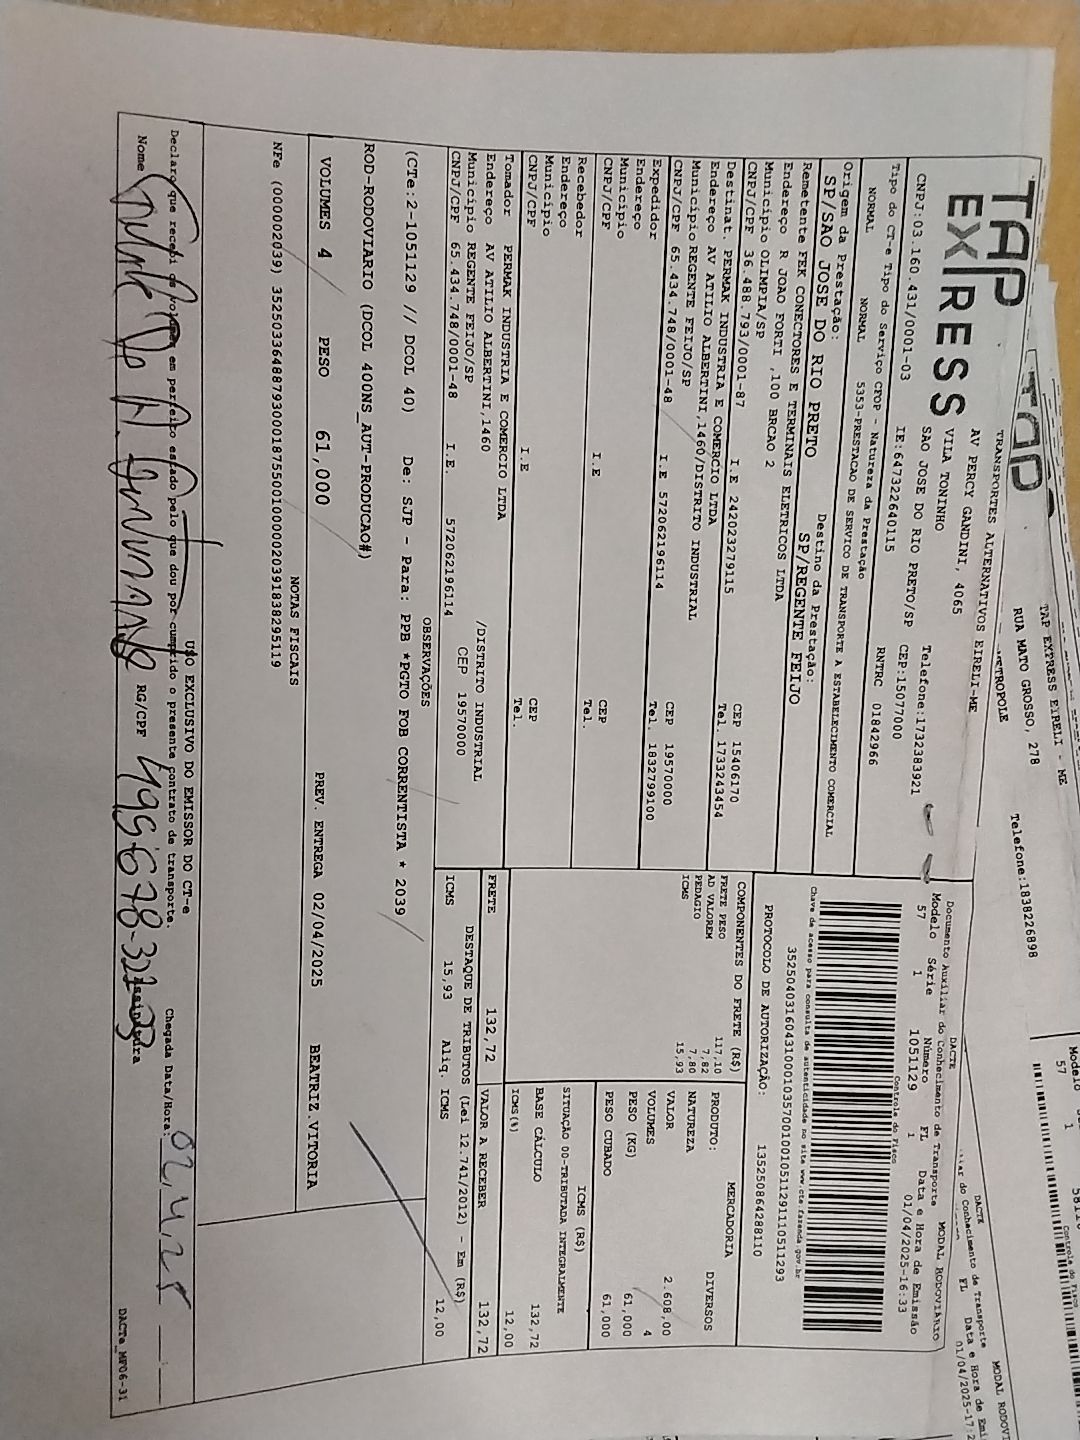 TAP EXPRESS EIRELI - ME
RUA MATO GROSSO, 278
METROPOLE
Telefone:1838226898
TAP
EXPRESS
TRANSPORTES ALTERNATIVOS EIRELI-ME
AV PERCY GANDINI, 4065
VILA TONINHO
SAO JOSE DO RIO PRETO/SP CEP:15077000
Telefone:1732383921
CNPJ:03.160.431/0001-03 IE:647322640115 RNTRC 01842966
DACTE
Documento Auxiliar do Conhecimento de Transporte MODAL RODOVIÁRIO
Modelo Série Número FL Data e Hora de Emissão
57 1 1051129 1 01/04/2025-16:33
Controla do Fisco
Tipo do CT-e Tipo do Serviço CFOP - Natureza da Prestação
NORMAL NORMAL 5353-PRESTACAO DE SERVICO DE TRANSPORTE A ESTABELECIMENTO COMERCIAL
Origem da Prestação: Destino da Prestação:
SP/SAO JOSE DO RIO PRETO SP/REGENTE FEIJO
Chave de acesso para consulta de autenticidade no site www.cte.fazenda.gov.br
35250403160431000103570010010511291110511293
PROTOCOLO DE AUTORIZAÇÃO: 135250864288110
Remetente FEK CONECTORES E TERMINAIS ELETRICOS LTDA
Endereço R JOAO FORTI ,100 BRCAO 2
Município OLIMPIA/SP CEP 15406170
CNPJ/CPF 36.488.793/0001-87 I.E 242023279115 Tel. 1733243454
Destinat. PERMAK INDUSTRIA E COMERCIO LTDA
Endereço AV ATILIO ALBERTINI,1460/DISTRITO INDUSTRIAL
Município REGENTE FEIJO/SP CEP 19570000
CNPJ/CPF 65.434.748/0001-48 I.E 572062196114 Tel. 1832799100
Expedidor
Endereço
Município CEP
CNPJ/CPF I.E Tel.
Recebedor
Endereço
Município CEP
CNPJ/CPF I.E Tel.
Tomador PERMAK INDUSTRIA E COMERCIO LTDA
Endereço AV ATILIO ALBERTINI,1460 /DISTRITO INDUSTRIAL
Município REGENTE FEIJO/SP CEP 19570000
CNPJ/CPF 65.434.748/0001-48 I.E 572062196114
COMPONENTES DO FRETE (R$)
FRETE PESO 117,10
AD VALOREM 7,82
PEDAGIO 7,80
ICMS 15,93
PRODUTO: MERCADORIA
NATUREZA DIVERSOS
VALOR 2.608,00
VOLUMES 4
PESO (KG) 61,000
PESO CUBADO 61,000
ICMS (R$)
SITUAÇÃO 00-TRIBUTADA INTEGRALMENTE
BASE CÁLCULO 132,72
ICMS(%) 12,00
FRETE 132,72 VALOR A RECEBER 132,72
DESTAQUE DE TRIBUTOS (Lei 12.741/2012) - Em (R$)
ICMS 15,93 Aliq. ICMS 12,00
OBSERVAÇÕES
(CTe:2-1051129 // DCOL 40) De: SJP - Para: PPB *PGTO FOB CORRENTISTA * 2039
ROD-RODOVIARIO (DCOL 400NS_AUT-PRODUCAO#)
VOLUMES 4 PESO 61,000 PREV. ENTREGA 02/04/2025 BEATRIZ.VITORIA
NOTAS FISCAIS
NFe (000002039) 35250336488793000187550010000020391838295119
USO EXCLUSIVO DO EMISSOR DO CT-e
Declaro que recebi os volumes em perfeito estado pelo que dou por cumprido o presente contrato de transporte. Chegada Data/Hora: 02,4,25
Nome RG/CPF Assinatura
DACTe_MF06-31